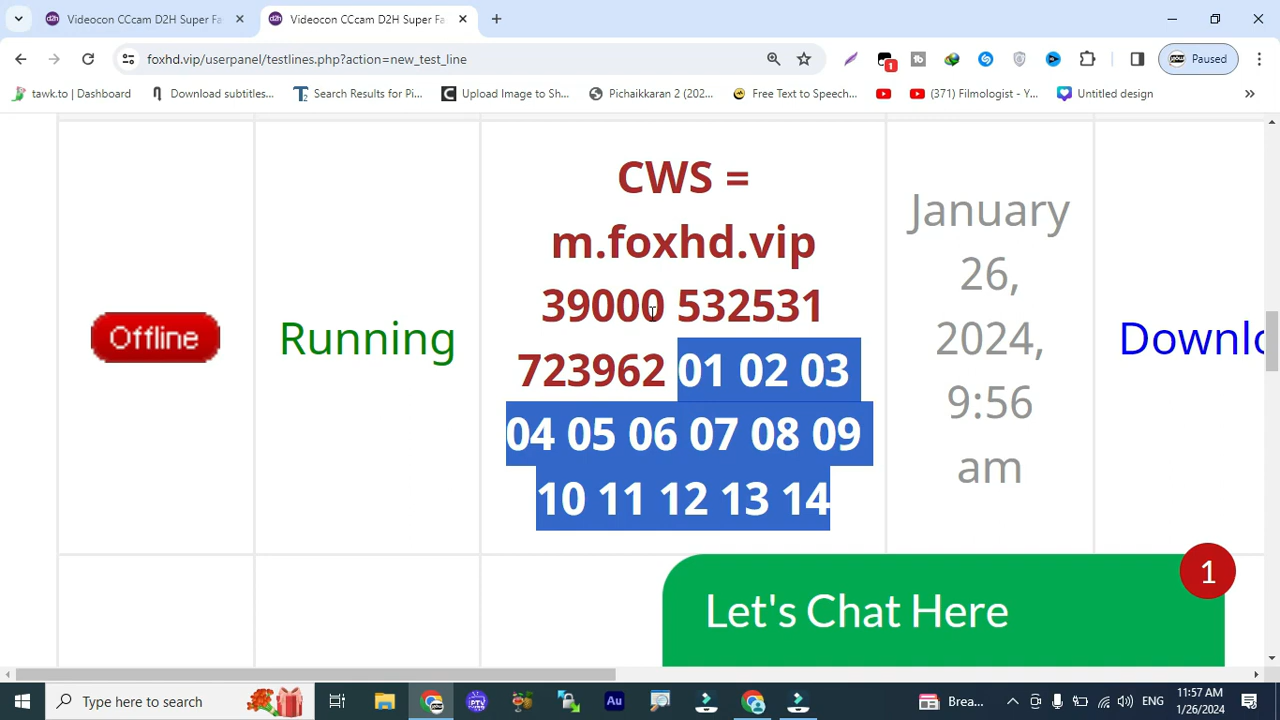 Videocon CCcam D2H Super Fa
Videocon CCcam D2H Super Fa
foxhd.vip/userpanel/testlines.php?action=new_test_line
1
Paused
tawk.to | Dashboard
Download subtitles...
Search Results for Pi...
Upload Image to Sh...
Pichaikkaran 2 (202...
Free Text to Speech...
(371) Filmologist - Y...
Untitled design
Offline
Running
CWS =
m.foxhd.vip
39000 532531
723962 01 02 03
04 05 06 07 08 09
10 11 12 13 14
January
26,
2024,
9:56
am
Downlo
Let's Chat Here
1
Type here to search
Brea...
ENG
11:57 AM
1/26/2024